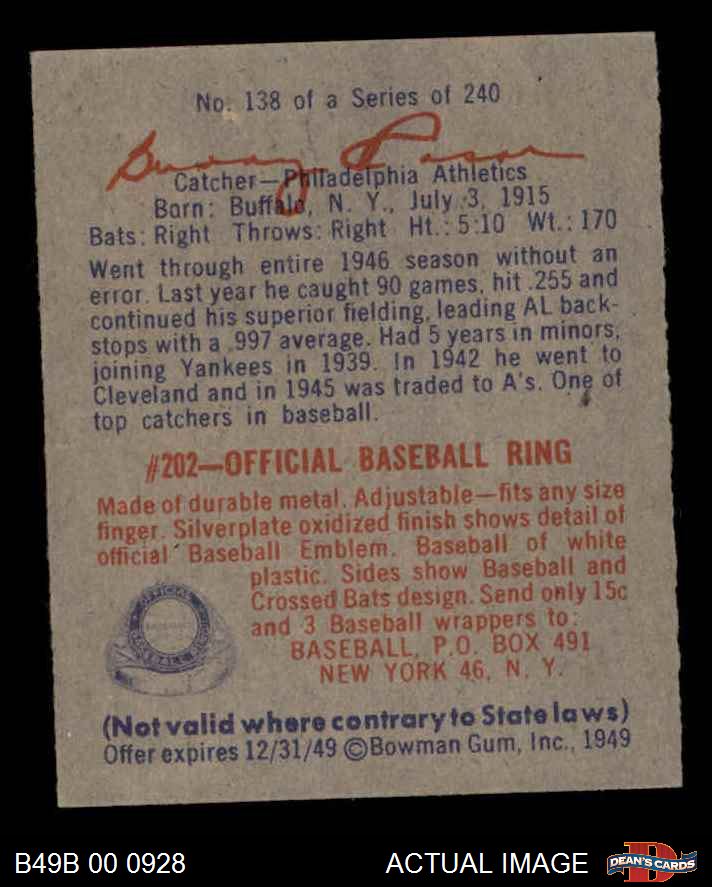 No. 138 of a Series of 240
Buddy Rosar
Catcher—Philadelphia Athletics
Born: Buffalo, N. Y., July 3, 1915
Bats: Right Throws: Right Ht.: 5:10 Wt.: 170
Went through entire 1946 season without an
error. Last year he caught 90 games, hit .255 and
continued his superior fielding, leading AL back-
stops with a .997 average. Had 5 years in minors,
joining Yankees in 1939. In 1942 he went to
Cleveland and in 1945 was traded to A's. One of
top catchers in baseball.
#202—OFFICIAL BASEBALL RING
Made of durable metal. Adjustable—fits any size
finger. Silverplate oxidized finish shows detail of
official Baseball Emblem. Baseball of white
plastic. Sides show Baseball and
Crossed Bats design. Send only 15c
and 3 Baseball wrappers to:
BASEBALL, P.O. BOX 491
NEW YORK 46, N. Y.
OFFICIAL
BASEBALL RING
(Not valid where contrary to State laws)
Offer expires 12/31/49 ©Bowman Gum, Inc., 1949
B49B 00 0928
ACTUAL IMAGE
DEAN'S CARDS